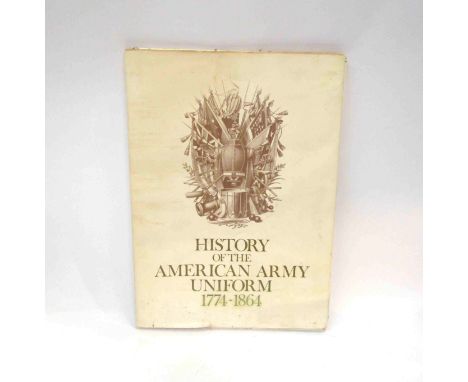 HISTORY
OF THE
AMERICAN ARMY
UNIFORM
1774-1864